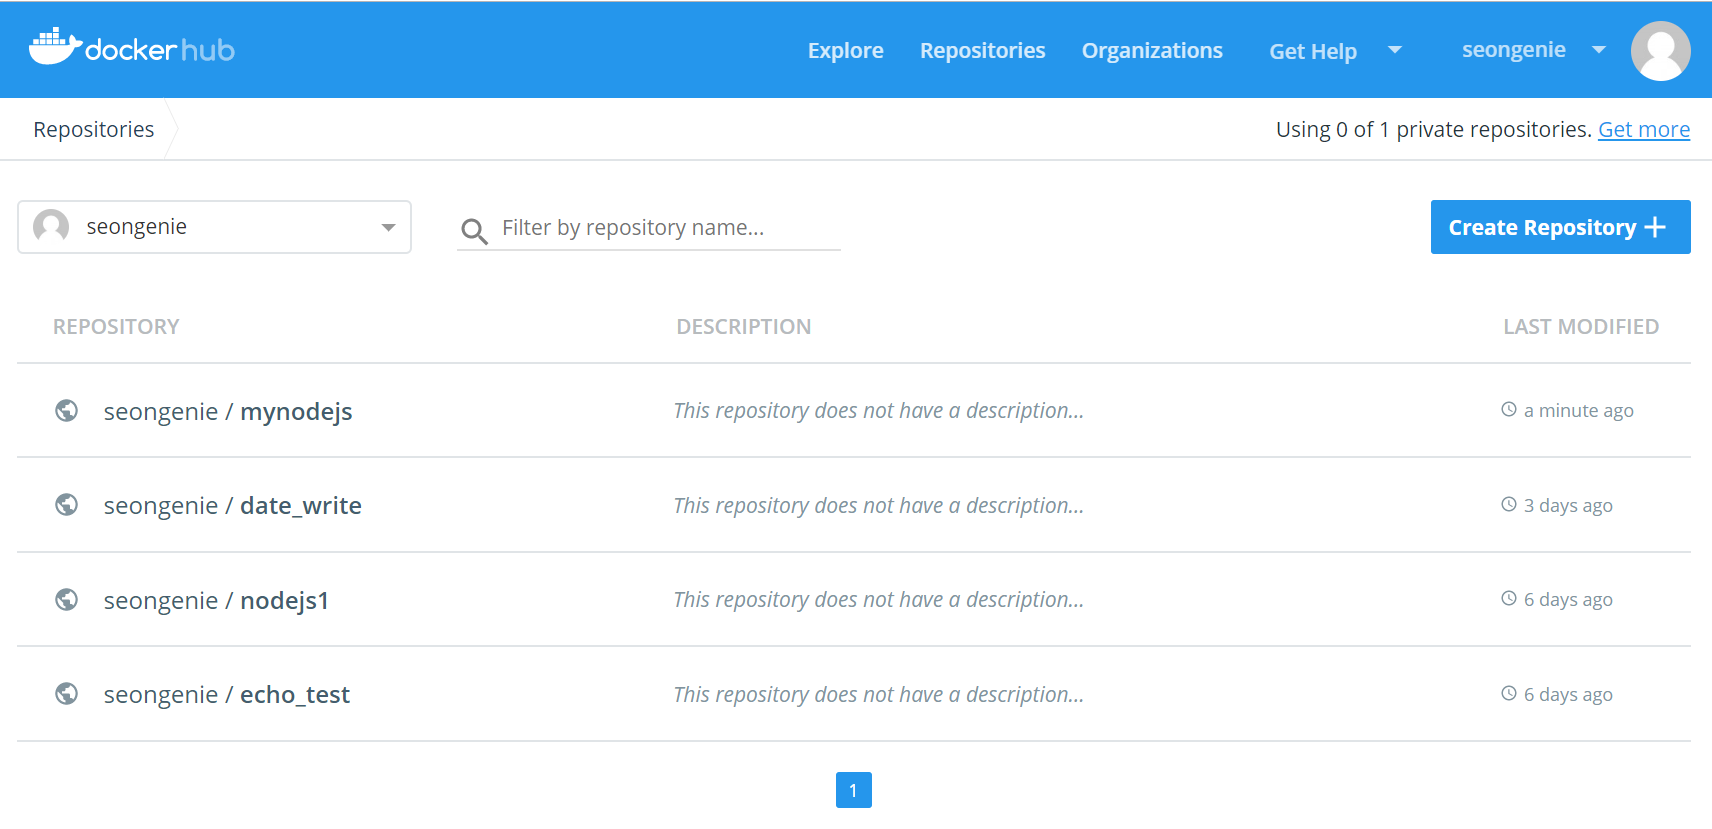 dockerhub Explore Repositories Organizations Get Help seongenie
Repositories Using 0 of 1 private repositories. Get more
seongenie Filter by repository name... Create Repository
REPOSITORY DESCRIPTION LAST MODIFIED
seongenie / mynodejs This repository does not have a description... a minute ago
seongenie / date_write This repository does not have a description... 3 days ago
seongenie / nodejs1 This repository does not have a description... 6 days ago
seongenie / echo_test This repository does not have a description... 6 days ago
1